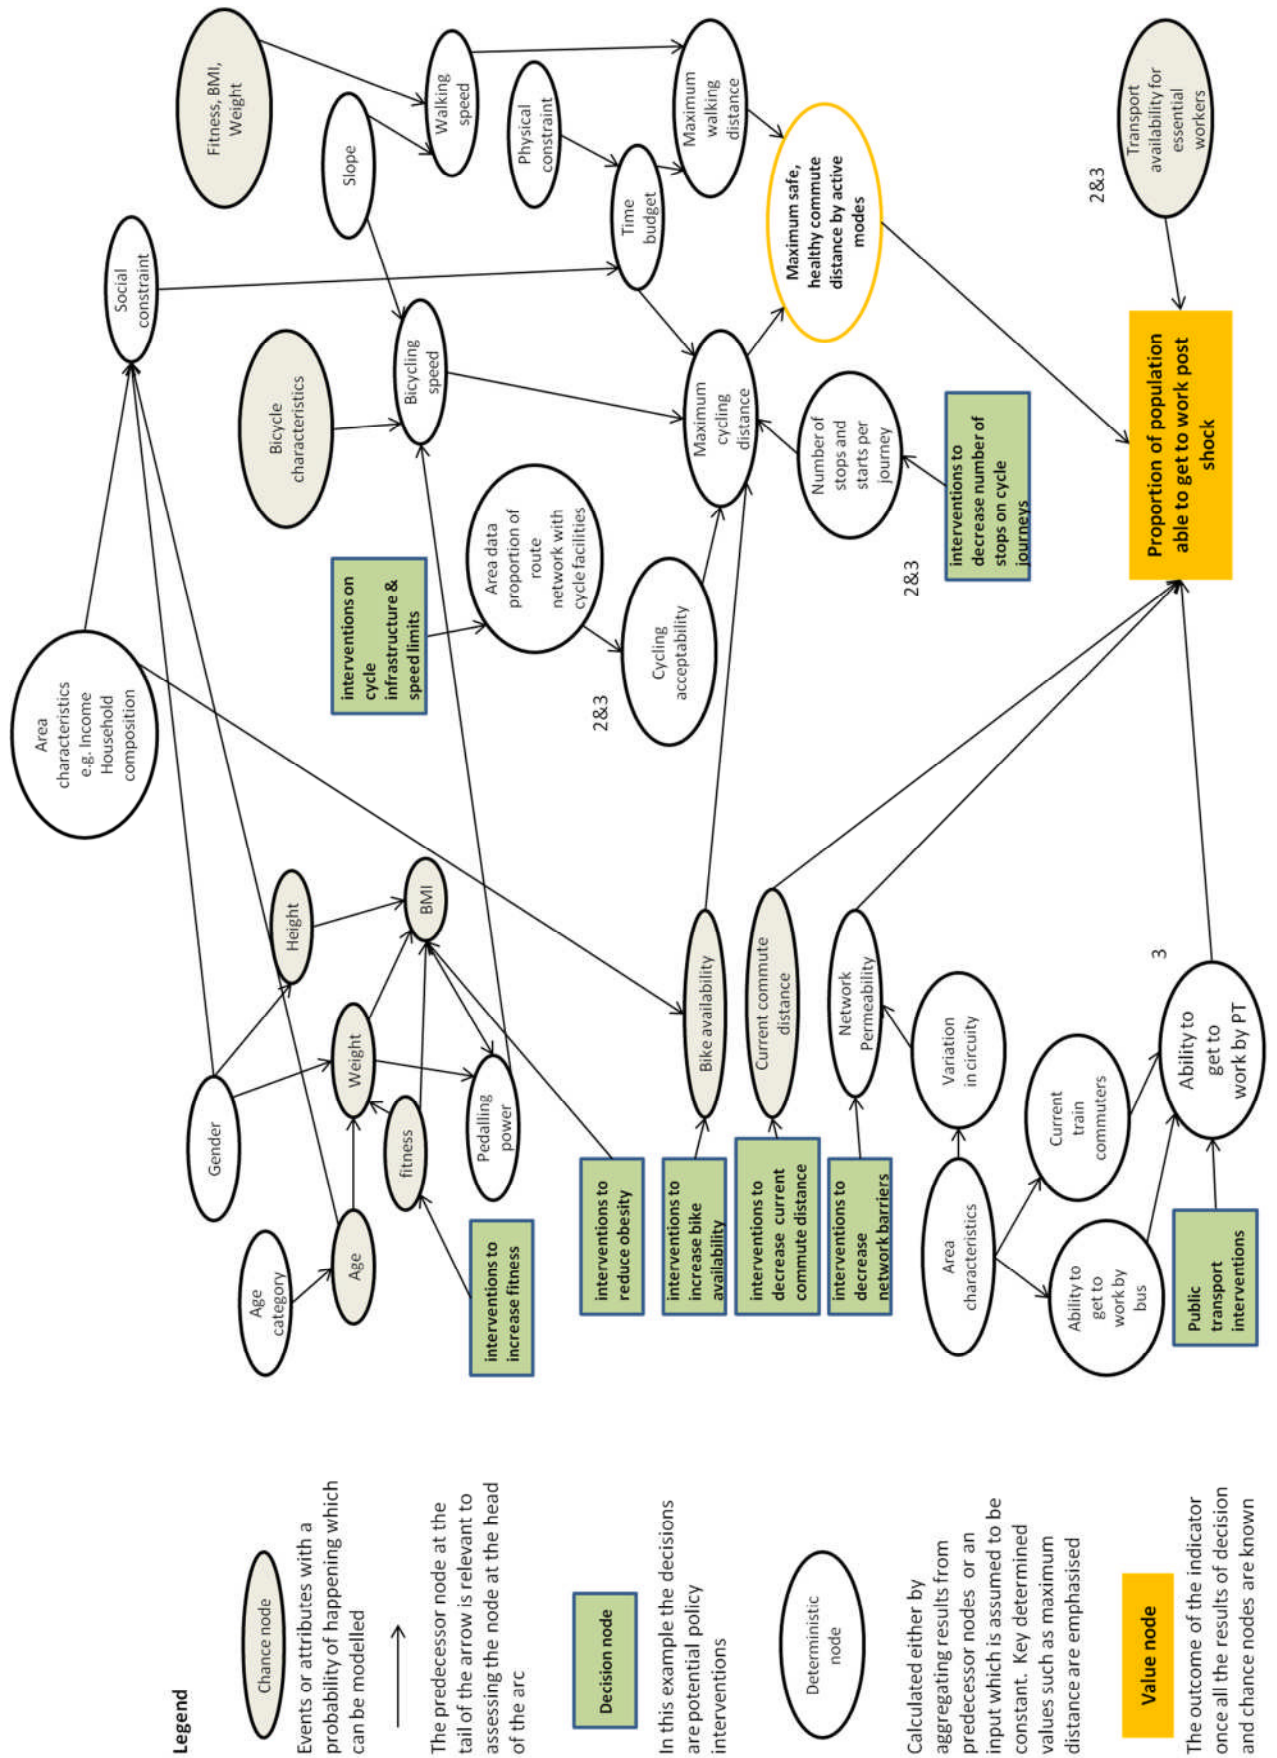 Legend
Chance node
Events or attributes with a
probability of happening which
can be modelled
The predecessor node at the
tail of the arrow is relevant to
assessing the node at the head
of the arc
Decision node
In this example the decisions
are potential policy
interventions
Deterministic
node
Calculated either by
aggregating results from
predecessor nodes or an
input which is assumed to be
constant. Key determined
values such as maximum
distance are emphasised
Value node
The outcome of the indicator
once all the results of decision
and chance nodes are known
Area
characteristics
e.g. Income
Household
composition
Social
constraint
Fitness, BMI,
Weight
Gender
Age
category
Height
Bicycle
characteristics
Slope
Age
Weight
fitness
BMI
Bicycling
speed
Walking
speed
interventions on
cycle
infrastructure &
speed limits
Pedalling
power
interventions to
increase fitness
Area data
proportion of
route
network with
cycle facilities
Physical
constraint
2&3
Time
budget
interventions to
reduce obesity
Cycling
acceptability
Maximum
cycling
distance
Maximum
walking
distance
interventions to
increase bike
availability
Bike availability
interventions to
decrease current
commute distance
Current commute
distance
Number of
stops and
starts per
journey
Maximum safe,
healthy commute
distance by active
modes
interventions to
decrease
network barriers
Network
Permeability
2&3
interventions to
decrease number of
stops on cycle
journeys
Area
characteristics
Variation
in circuity
Current
train
commuters
Ability to
get to
work by
bus
2&3
Transport
availability for
essential
workers
3
Public
transport
interventions
Ability to
get to
work by PT
Proportion of population
able to get to work post
shock